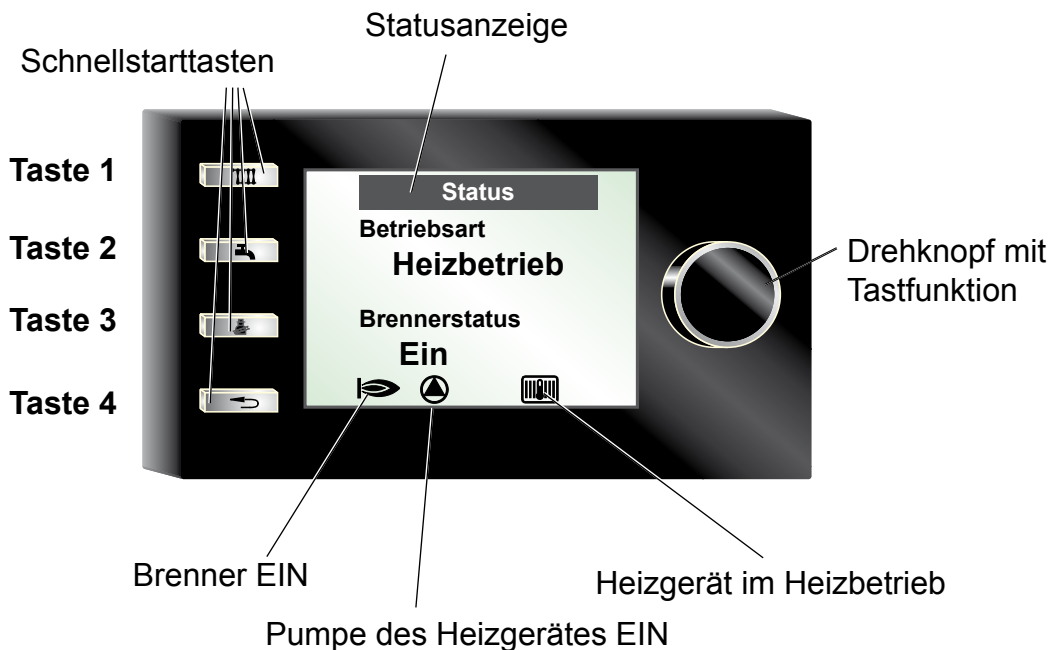 Statusanzeige
Schnellstarttasten
Taste 1
Taste 2
Taste 3
Taste 4
Status
Betriebsart
Heizbetrieb
Brennerstatus
Ein
Drehknopf mit
Tastfunktion
Brenner EIN
Heizgerät im Heizbetrieb
Pumpe des Heizgerätes EIN